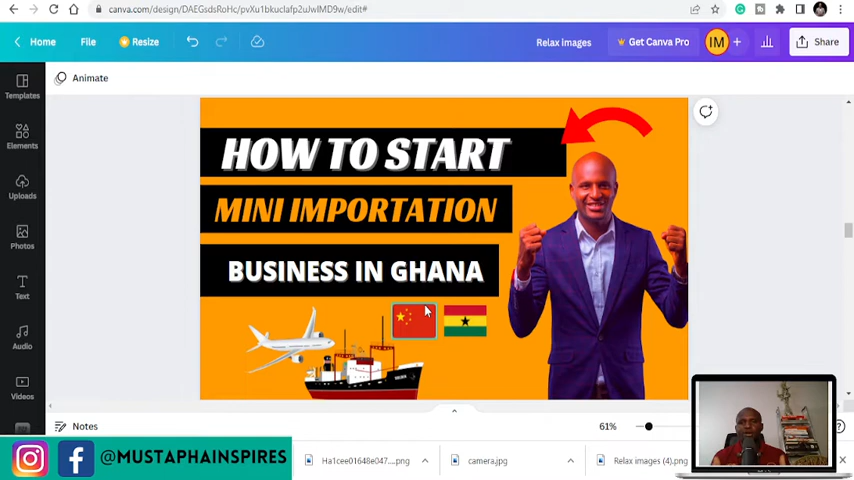 canva.com/design/DAEGsdsRoHc/pvXu1bkuclafp2uJwIMD9w/edit#
Home File Resize Relax images Get Canva Pro IM + Share
Animate
Templates
Elements
Uploads
Photos
Text
Audio
Videos
HOW TO START
MINI IMPORTATION
BUSINESS IN GHANA
Notes 61%
@MUSTAPHAINSPIRES
Ha1cee01648e047....png camera.jpg Relax images (4).png